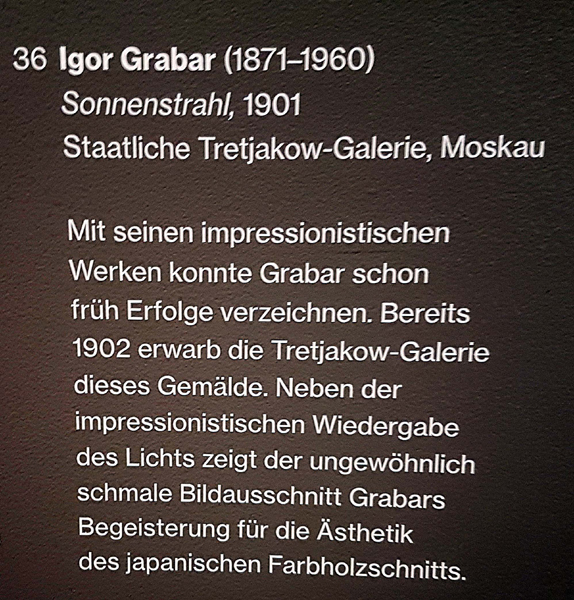 36 Igor Grabar (1871–1960)
Sonnenstrahl, 1901
Staatliche Tretjakow-Galerie, Moskau
Mit seinen impressionistischen
Werken konnte Grabar schon
früh Erfolge verzeichnen. Bereits
1902 erwarb die Tretjakow-Galerie
dieses Gemälde. Neben der
impressionistischen Wiedergabe
des Lichts zeigt der ungewöhnlich
schmale Bildausschnitt Grabars
Begeisterung für die Ästhetik
des japanischen Farbholzschnitts.